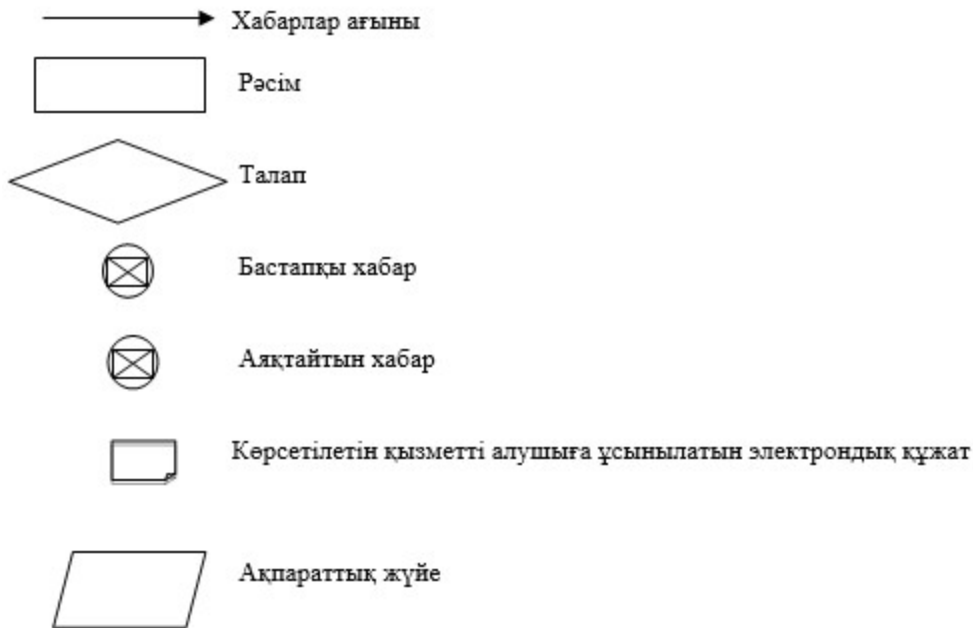 Хабарлар ағыны
Рәсім
Талап
Бастапқы хабар
Аяқтайтын хабар
Көрсетілетін қызметті алушыға ұсынылатын электрондық құжат
Ақпараттық жүйе